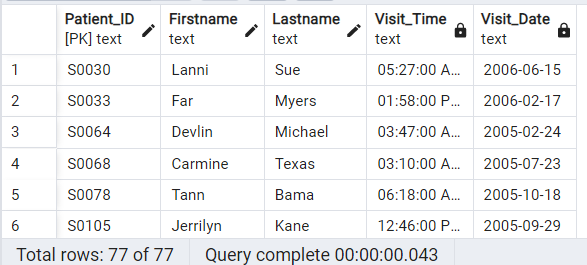 Patient_ID Firstname Lastname Visit_Time Visit_Date
[PK] text text text text text
1 S0030 Lanni Sue 05:27:00 A... 2006-06-15
2 S0033 Far Myers 01:58:00 P... 2006-02-17
3 S0064 Devlin Michael 03:47:00 A... 2005-02-24
4 S0068 Carmine Texas 03:10:00 A... 2005-07-23
5 S0078 Tann Bama 06:18:00 A... 2005-10-18
6 S0105 Jerrilyn Kane 12:46:00 P... 2005-09-29
Total rows: 77 of 77 Query complete 00:00:00.043